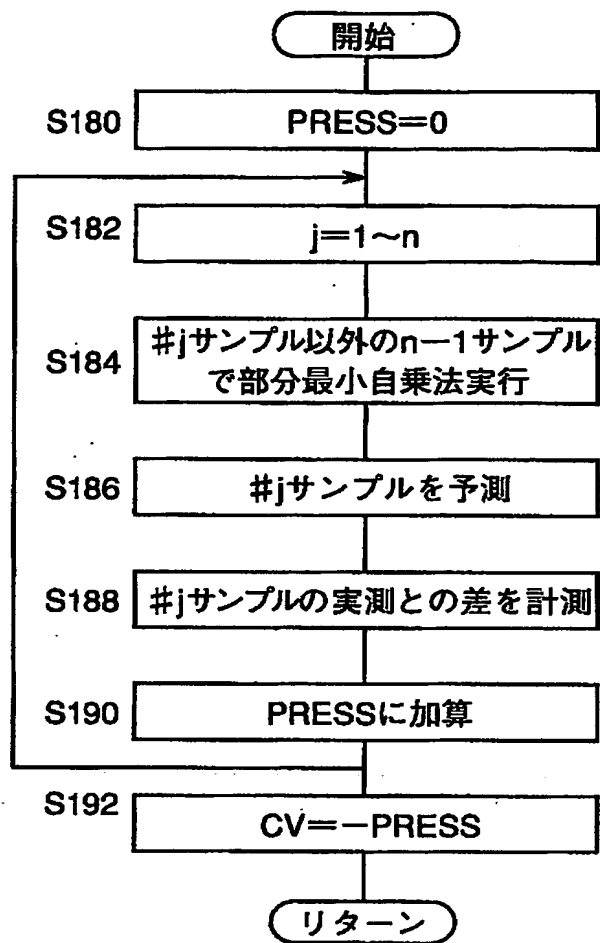 開始
S180
PRESS=0
S182
j=1〜n
S184
#jサンプル以外のn-1サンプル
で部分最小自乗法実行
S186
#jサンプルを予測
S188
#jサンプルの実測との差を計測
S190
PRESSに加算
S192
CV=-PRESS
リターン